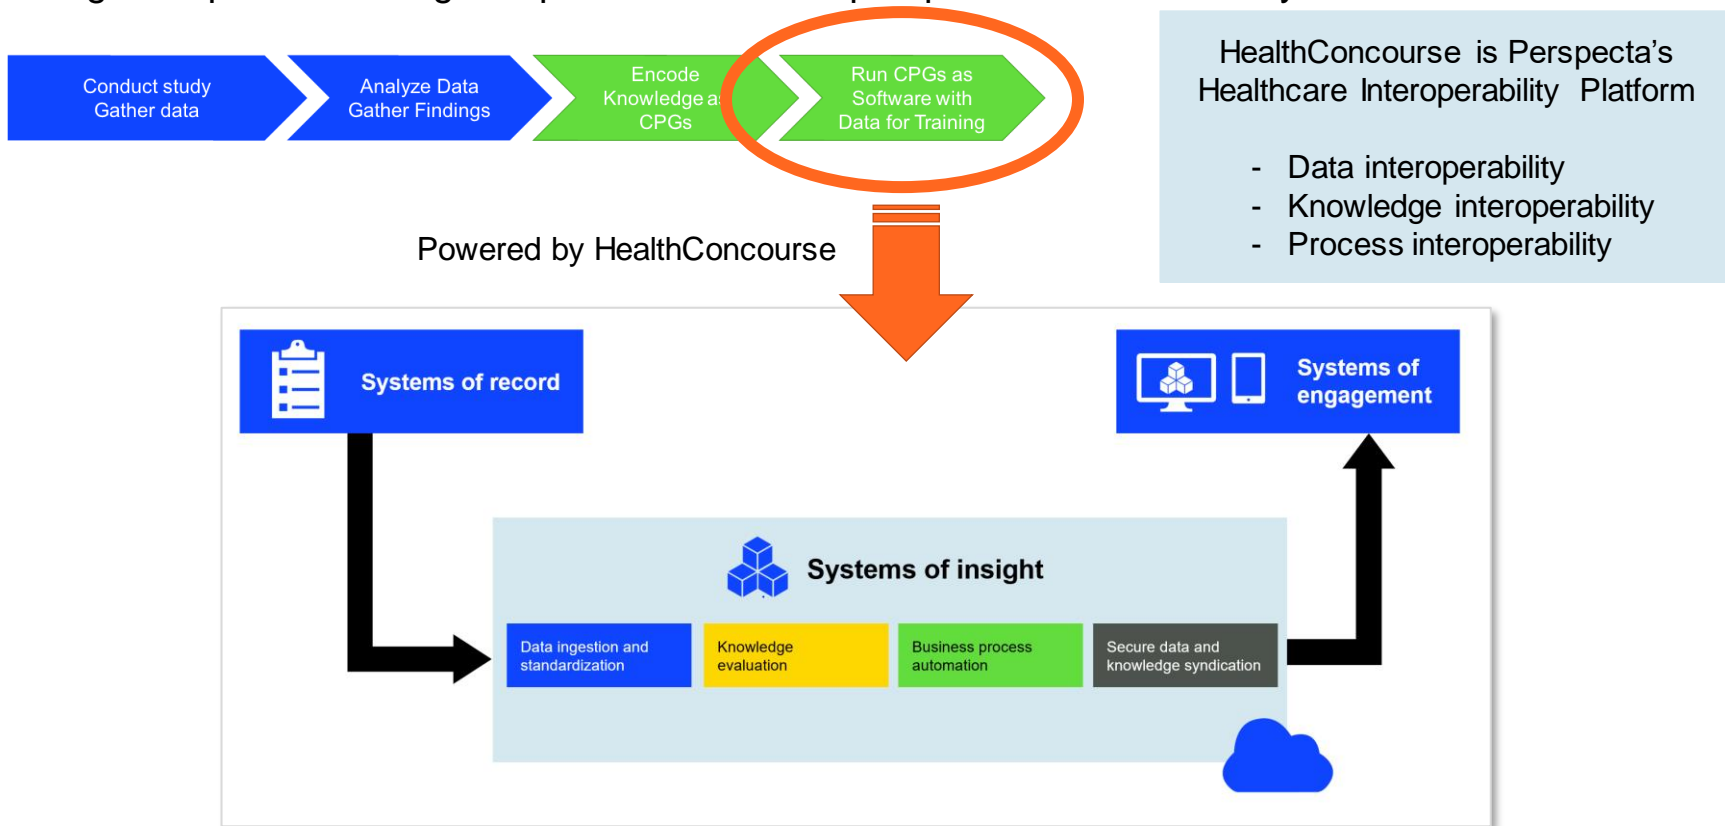 Conduct study
Gather data
Analyze Data
Gather Findings
Encode
Knowledge as
CPGs
Run CPGs as
Software with
Data for Training
HealthConcourse is Perspecta's
Healthcare Interoperability Platform
- Data interoperability
- Knowledge interoperability
- Process interoperability
Powered by HealthConcourse
Systems of record
Systems of
engagement
Systems of insight
Data ingestion and
standardization
Knowledge
evaluation
Business process
automation
Secure data and
knowledge syndication